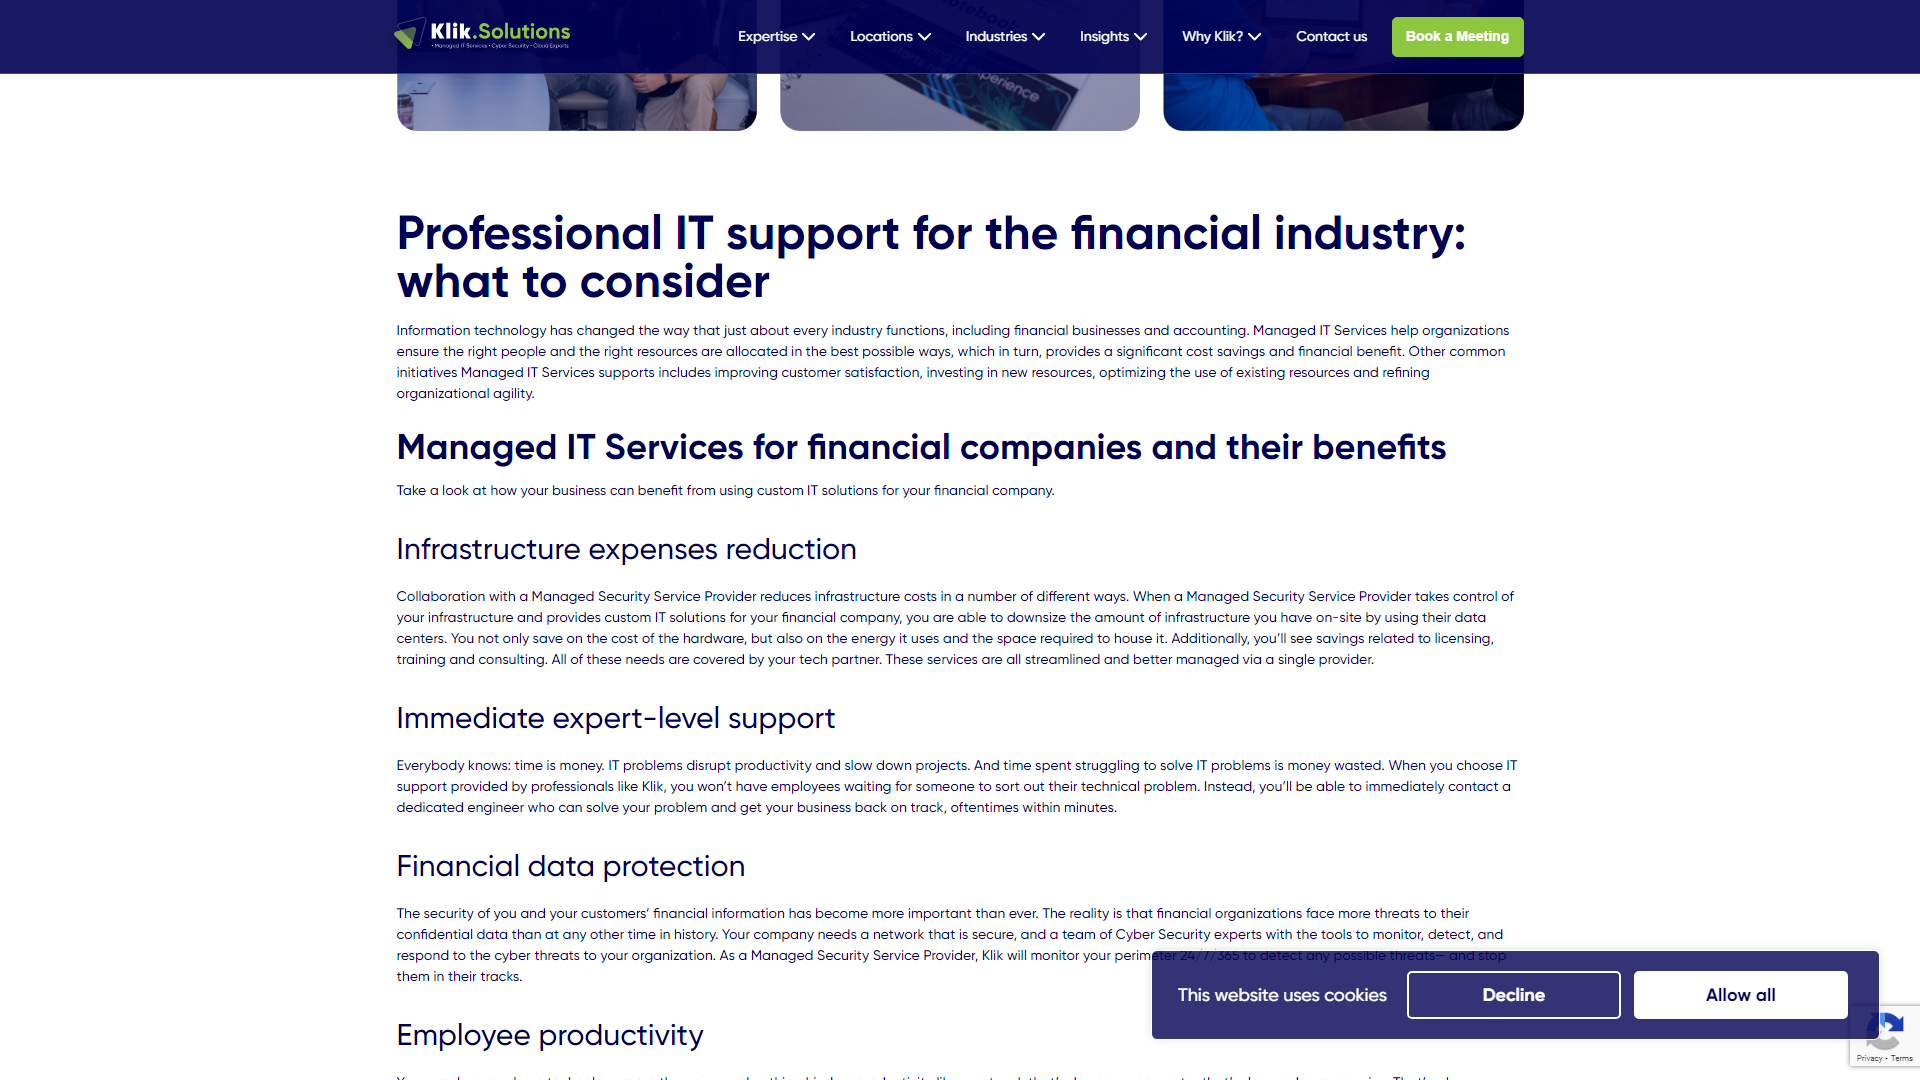 Klik.Solutions
• Managed IT Services • Cyber Security • Cloud Experts
Expertise
Locations
Industries
Insights
Why Klik?
Contact us
Book a Meeting
notebook
experience
Professional IT support for the financial industry:
what to consider
Information technology has changed the way that just about every industry functions, including financial businesses and accounting. Managed IT Services help organizations
ensure the right people and the right resources are allocated in the best possible ways, which in turn, provides a significant cost savings and financial benefit. Other common
initiatives Managed IT Services supports includes improving customer satisfaction, investing in new resources, optimizing the use of existing resources and refining
organizational agility.
Managed IT Services for financial companies and their benefits
Take a look at how your business can benefit from using custom IT solutions for your financial company.
Infrastructure expenses reduction
Collaboration with a Managed Security Service Provider reduces infrastructure costs in a number of different ways. When a Managed Security Service Provider takes control of
your infrastructure and provides custom IT solutions for your financial company, you are able to downsize the amount of infrastructure you have on-site by using their data
centers. You not only save on the cost of the hardware, but also on the energy it uses and the space required to house it. Additionally, you’ll see savings related to licensing,
training and consulting. All of these needs are covered by your tech partner. These services are all streamlined and better managed via a single provider.
Immediate expert-level support
Everybody knows: time is money. IT problems disrupt productivity and slow down projects. And time spent struggling to solve IT problems is money wasted. When you choose IT
support provided by professionals like Klik, you won’t have employees waiting for someone to sort out their technical problem. Instead, you’ll be able to immediately contact a
dedicated engineer who can solve your problem and get your business back on track, oftentimes within minutes.
Financial data protection
The security of you and your customers’ financial information has become more important than ever. The reality is that financial organizations face more threats to their
confidential data than at any other time in history. Your company needs a network that is secure, and a team of Cyber Security experts with the tools to monitor, detect, and
respond to the cyber threats to your organization. As a Managed Security Service Provider, Klik will monitor your perimeter 24/7/365 to detect any possible threats— and stop
them in their tracks.
This website uses cookies
Decline
Allow all
Employee productivity
Privacy - Terms